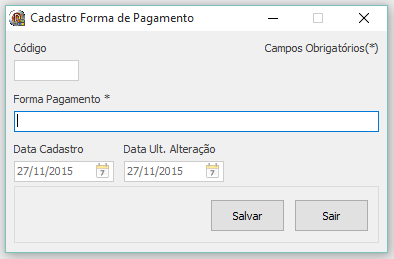 Cadastro Forma de Pagamento
Código
Campos Obrigatórios(*)
Forma Pagamento *
Data Cadastro
Data Ult. Alteração
27/11/2015
27/11/2015
Salvar
Sair